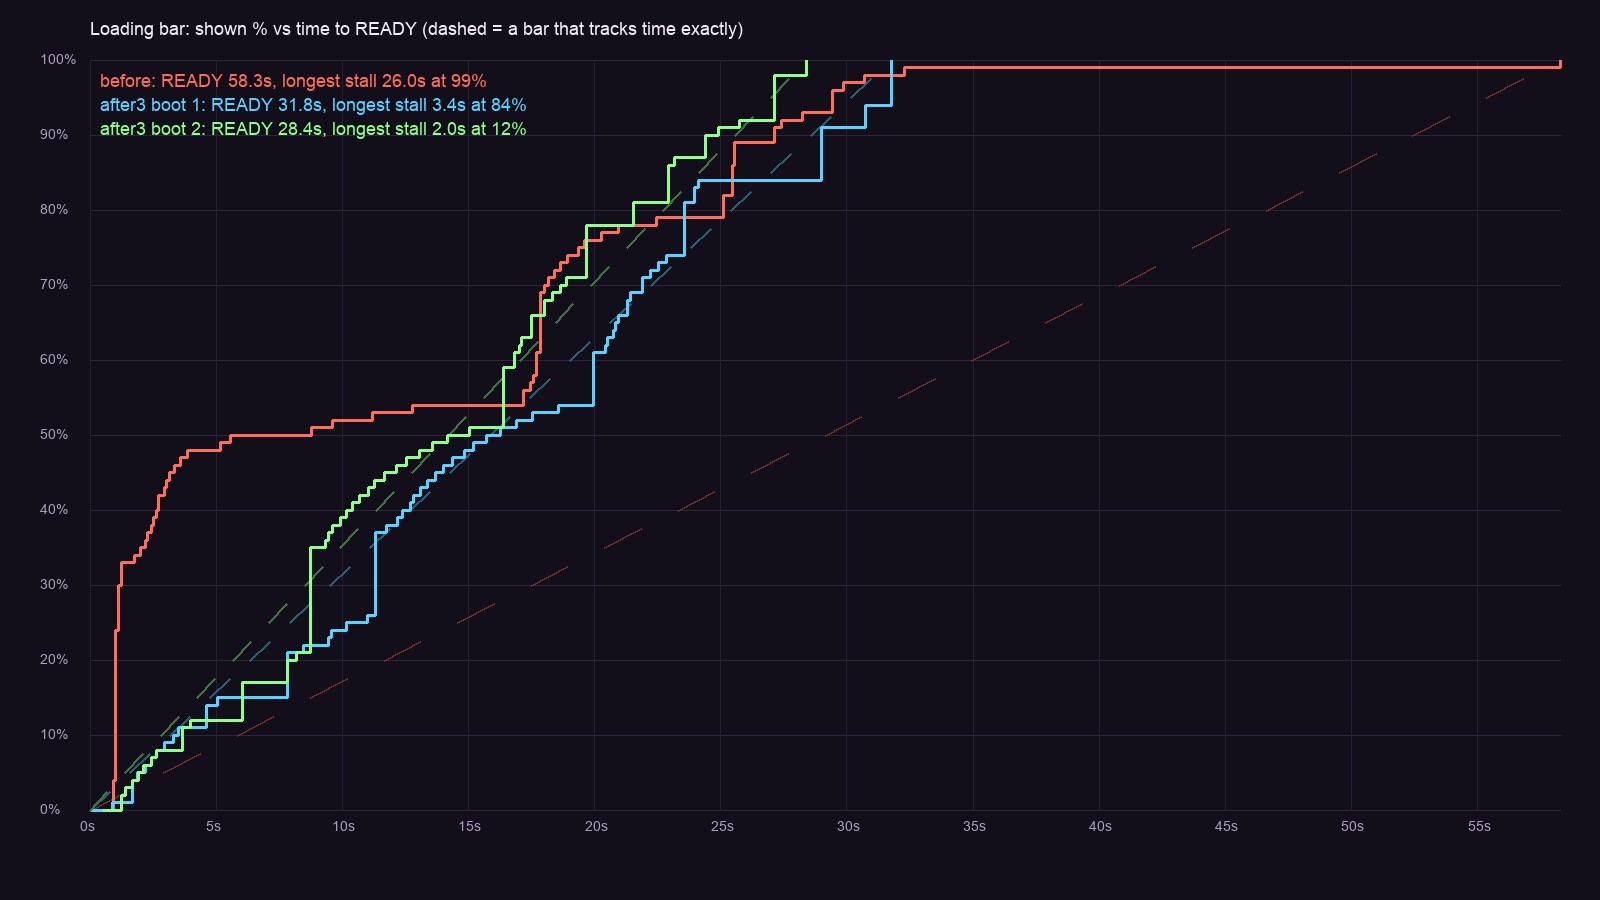 Loading bar: shown % vs time to READY (dashed = a bar that tracks time exactly)
100%
before: READY 58.3s, longest stall 26.0s at 99%
after3 boot 1: READY 31.8s, longest stall 3.4s at 84%
after3 boot 2: READY 28.4s, longest stall 2.0s at 12%
90%
80%
70%
60%
50%
40%
30%
20%
10%
0%
0s 5s 10s 15s 20s 25s 30s 35s 40s 45s 50s 55s